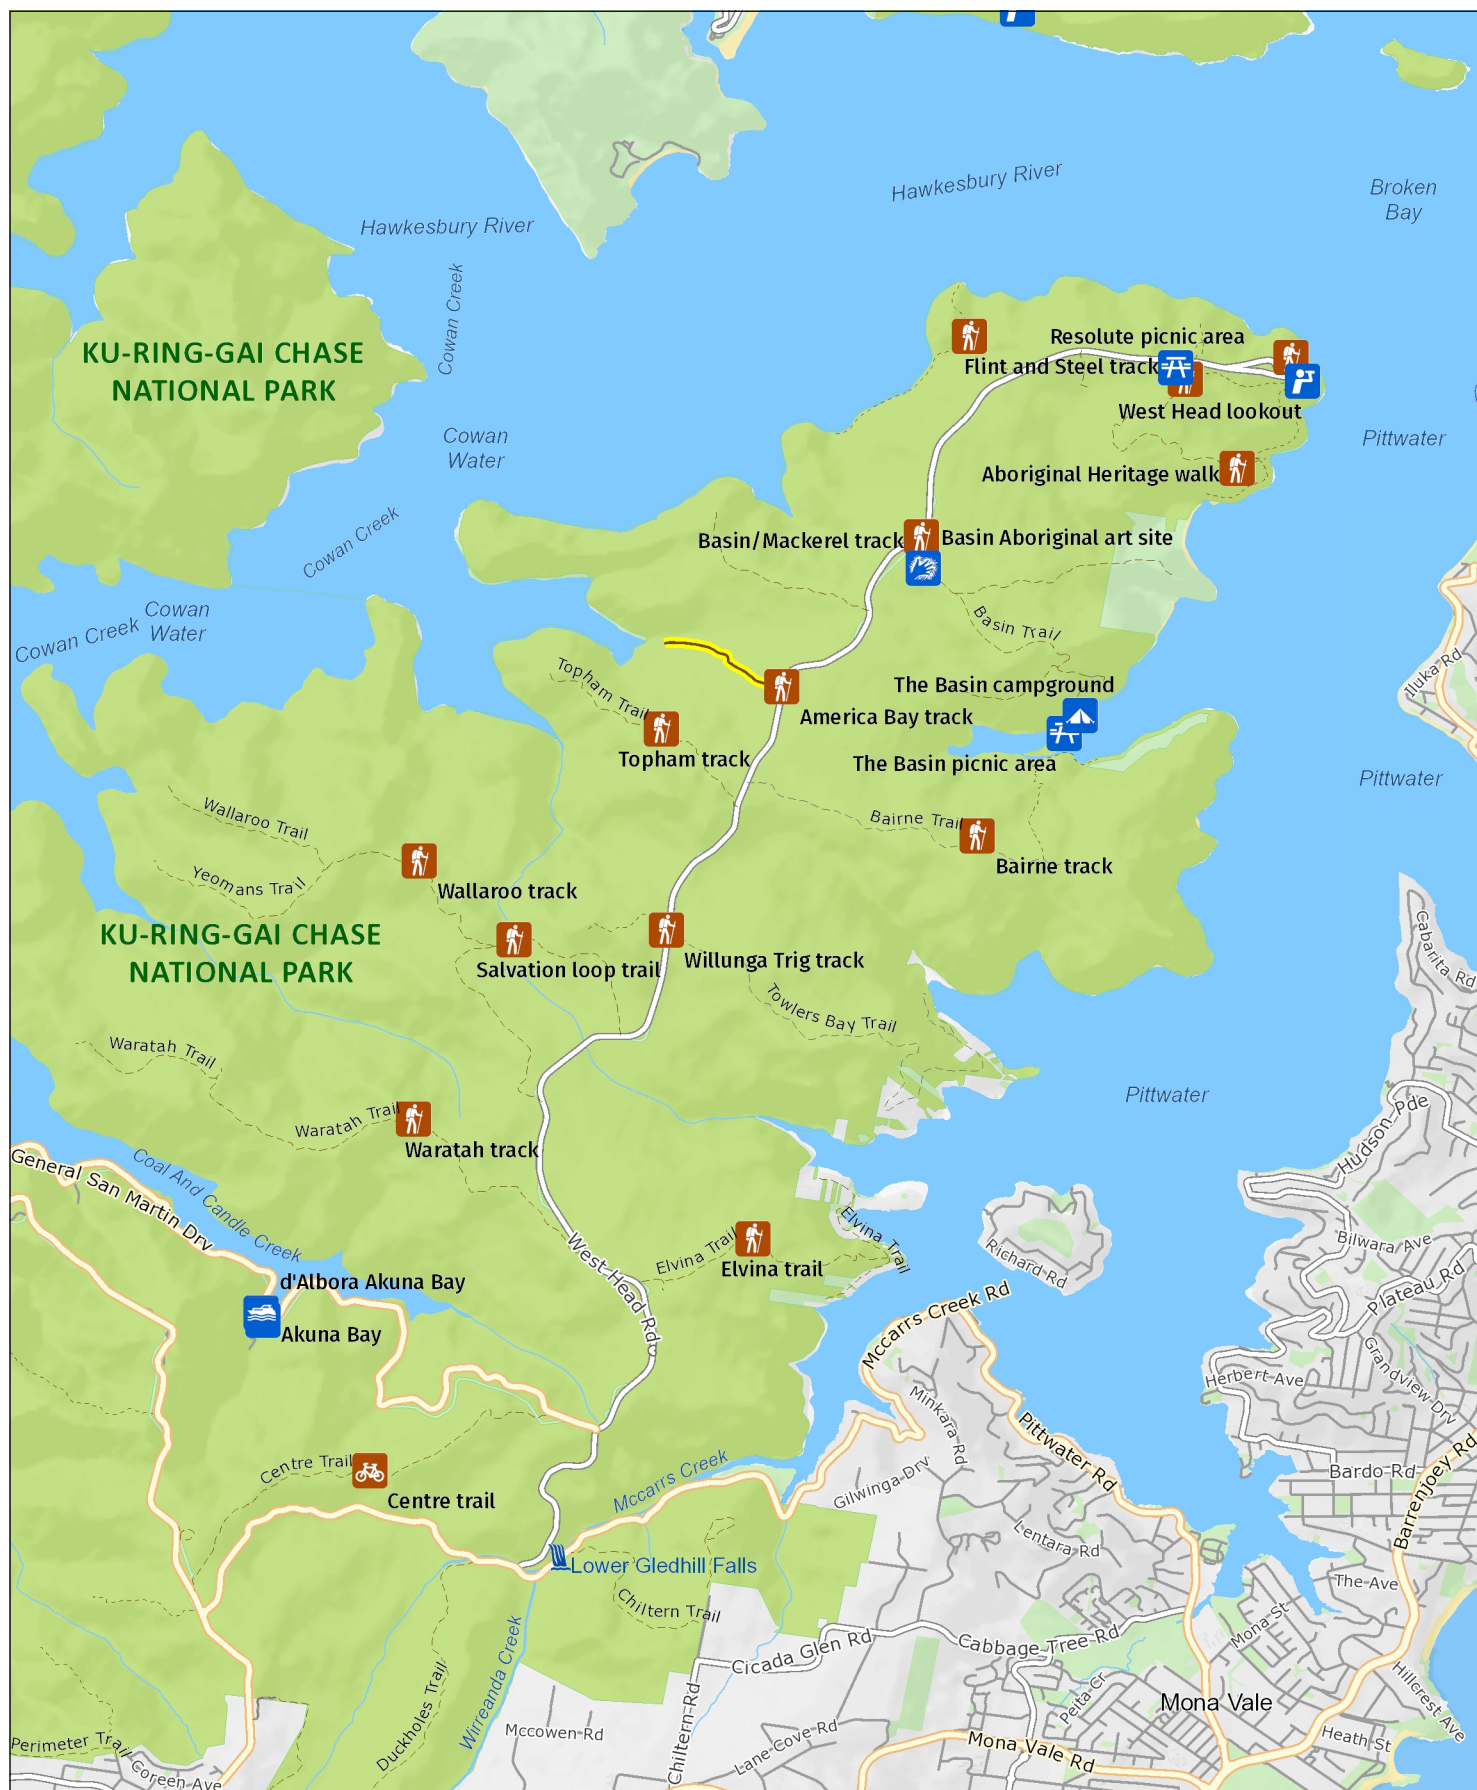 Hawkesbury River
Broken
Bay
Hawkesbury River
Cowan Creek
KU-RING-GAI CHASE
NATIONAL PARK
Resolute picnic area
Flint and Steel track
West Head lookout
Pittwater
Cowan
Water
Aboriginal Heritage walk
Cowan Creek
Basin/Mackerel track
Basin Aboriginal art site
Cowan
Water
Cowan Creek
Basin Trail
Iluka Rd
Topham Trail
The Basin campground
America Bay track
Topham track
The Basin picnic area
Pittwater
Wallaroo Trail
Bairne Trail
Bairne track
Yeomans Trail
Wallaroo track
KU-RING-GAI CHASE
NATIONAL PARK
Salvation loop trail
Willunga Trig track
Cabarita Rd
Towlers Bay Trail
Waratah Trail
Pittwater
Waratah Trail
Waratah track
Hudson Pde
General San Martin Drv
Coal And Candle Creek
Elvina Trail
Elvina Trail
Elvina trail
West Head Rd
Richard Rd
Bilwara Ave
Plateau Rd
d'Albora Akuna Bay
Akuna Bay
Mccarrs Creek Rd
Herbert Ave
Grandview Drv
Minkara Rd
Pittwater Rd
Centre Trail
Centre trail
Mccarrs Creek
Gilwinga Drv
Bardo Rd
Barrenjoey Rd
Lentara Rd
Lower Gledhill Falls
The Ave
Chiltern Trail
Mona St
Cicada Glen Rd
Cabbage Tree Rd
Wirreanda Creek
Duckholes Trail
Peita Cr
Mona Vale
Hillcrest Ave
Mccowen Rd
Chiltern Rd
Lane Cove Rd
Mona Vale Rd
Heath St
Perimeter Trail
Coreen Ave